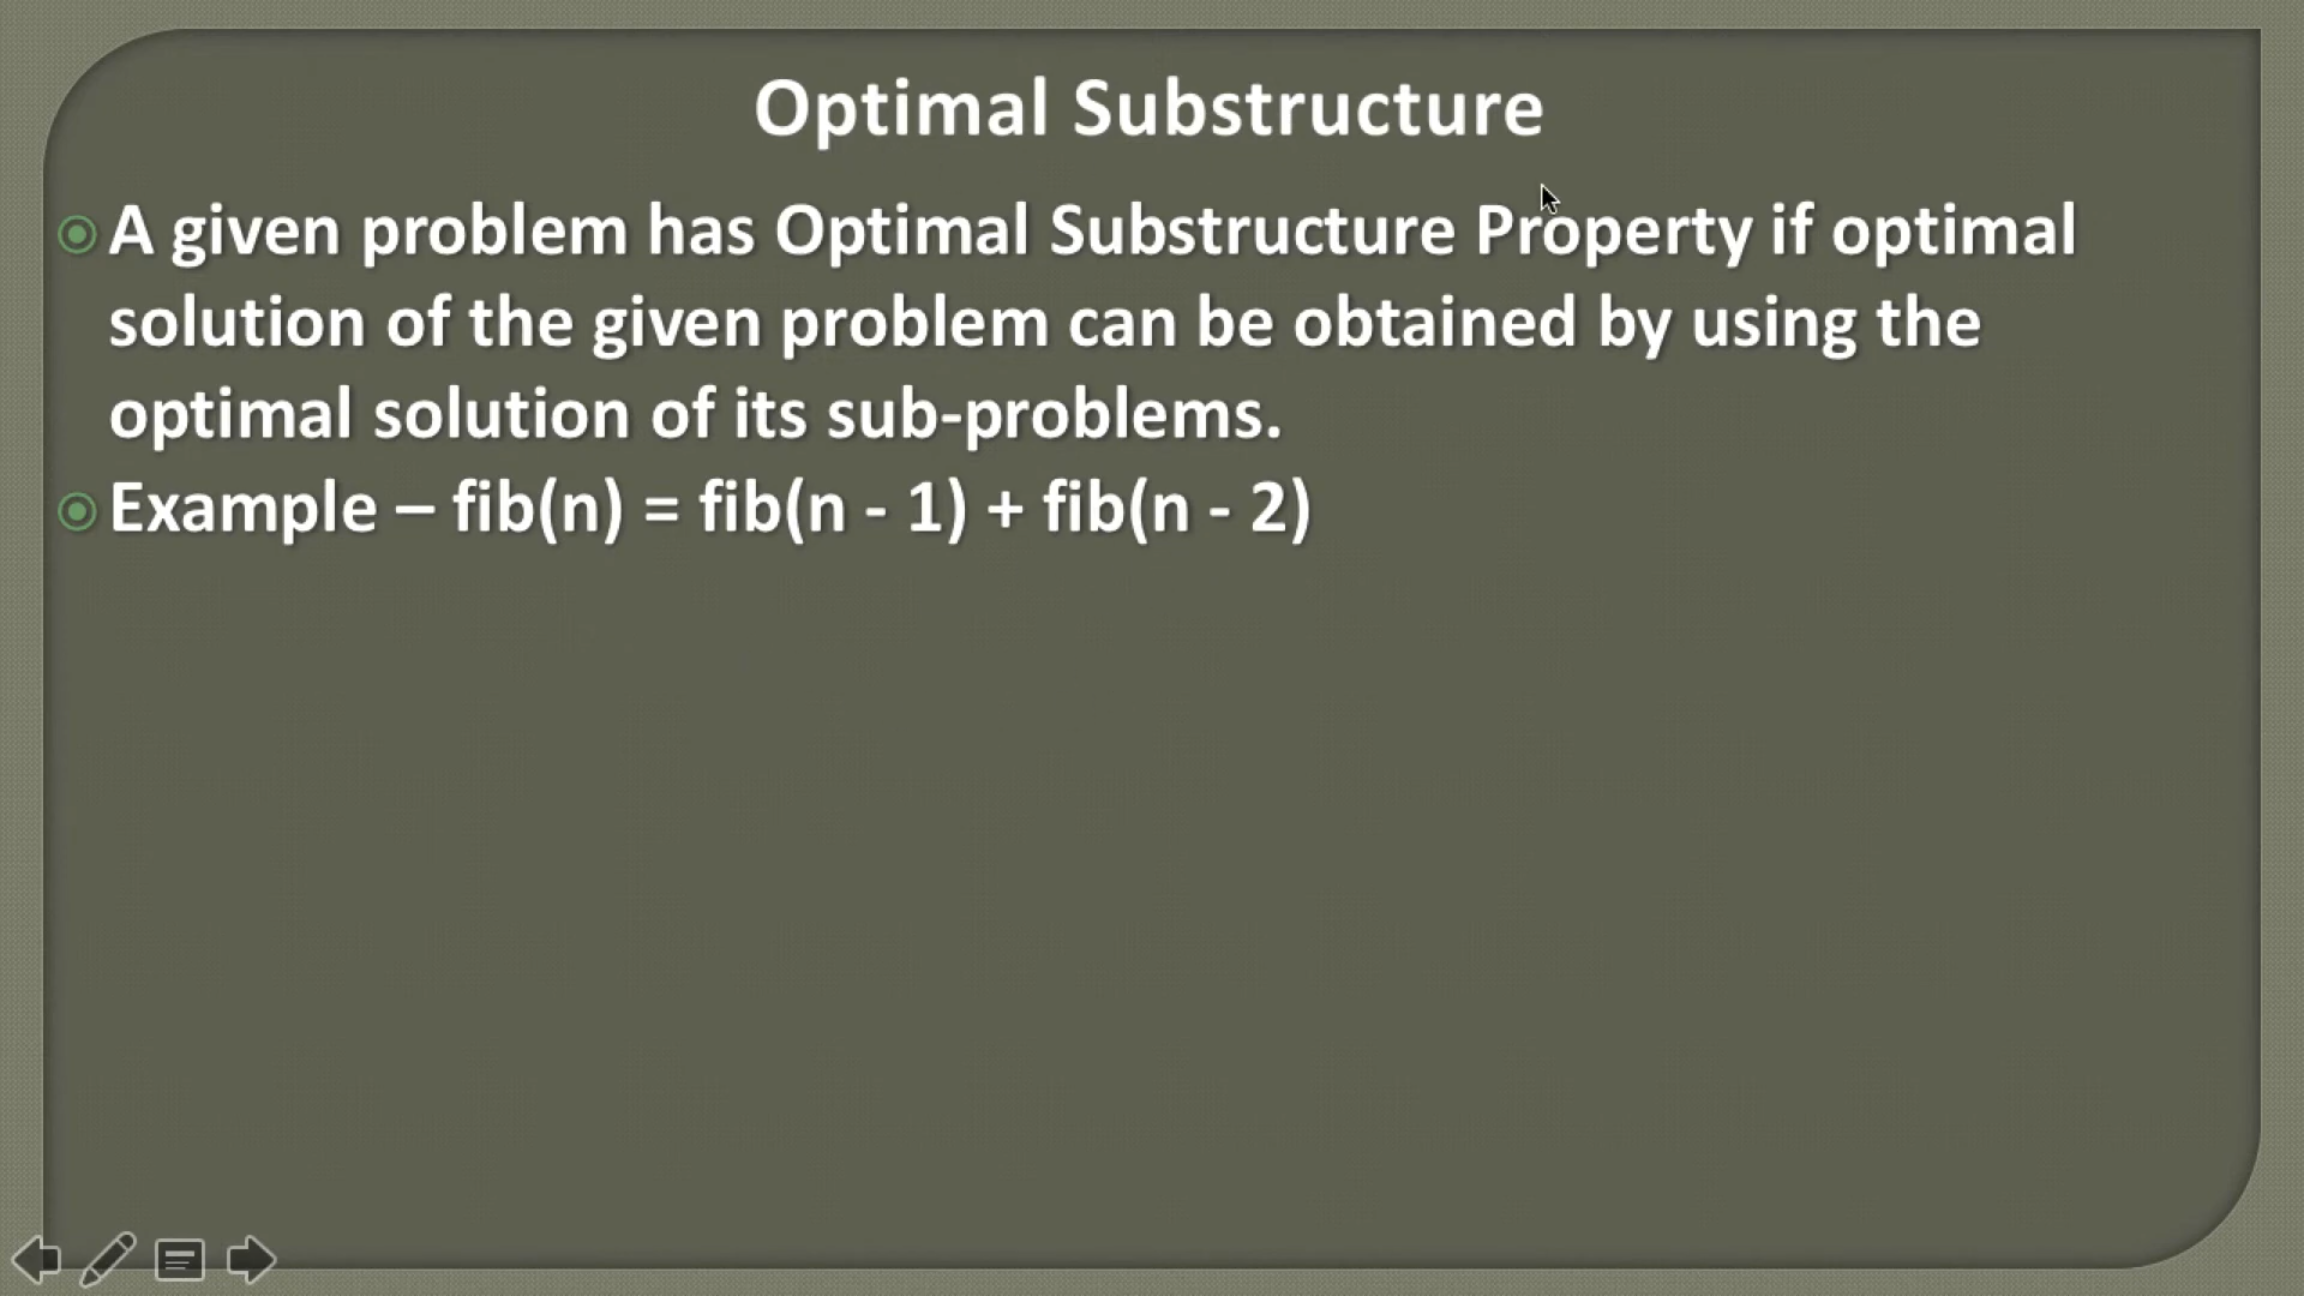 Optimal Substructure
A given problem has Optimal Substructure Property if optimal
solution of the given problem can be obtained by using the
optimal solution of its sub-problems.
Example – fib(n) = fib(n - 1) + fib(n - 2)